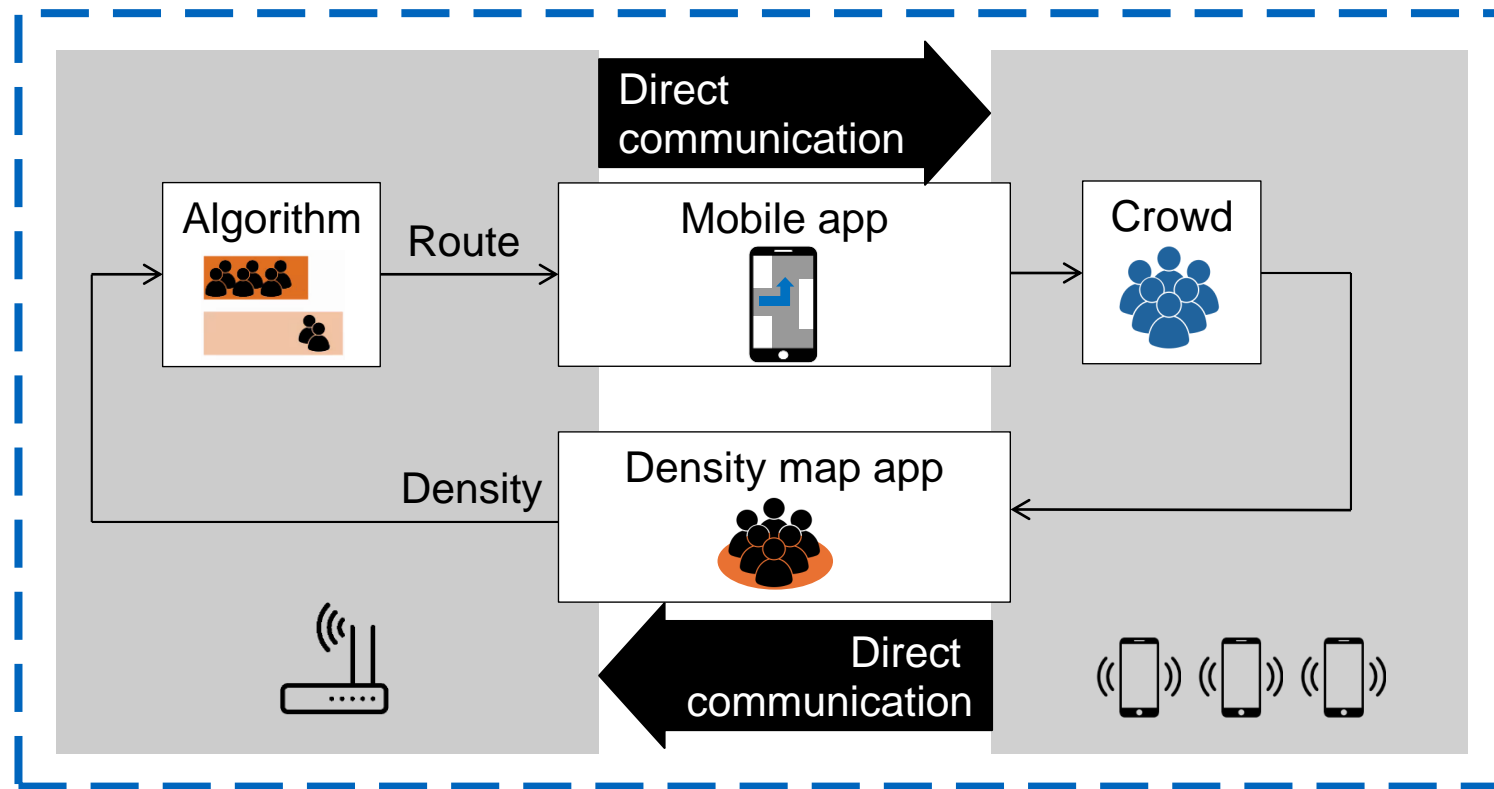 Direct
communication
Algorithm
Route
Mobile app
Crowd
Density
Density map app
Direct
communication